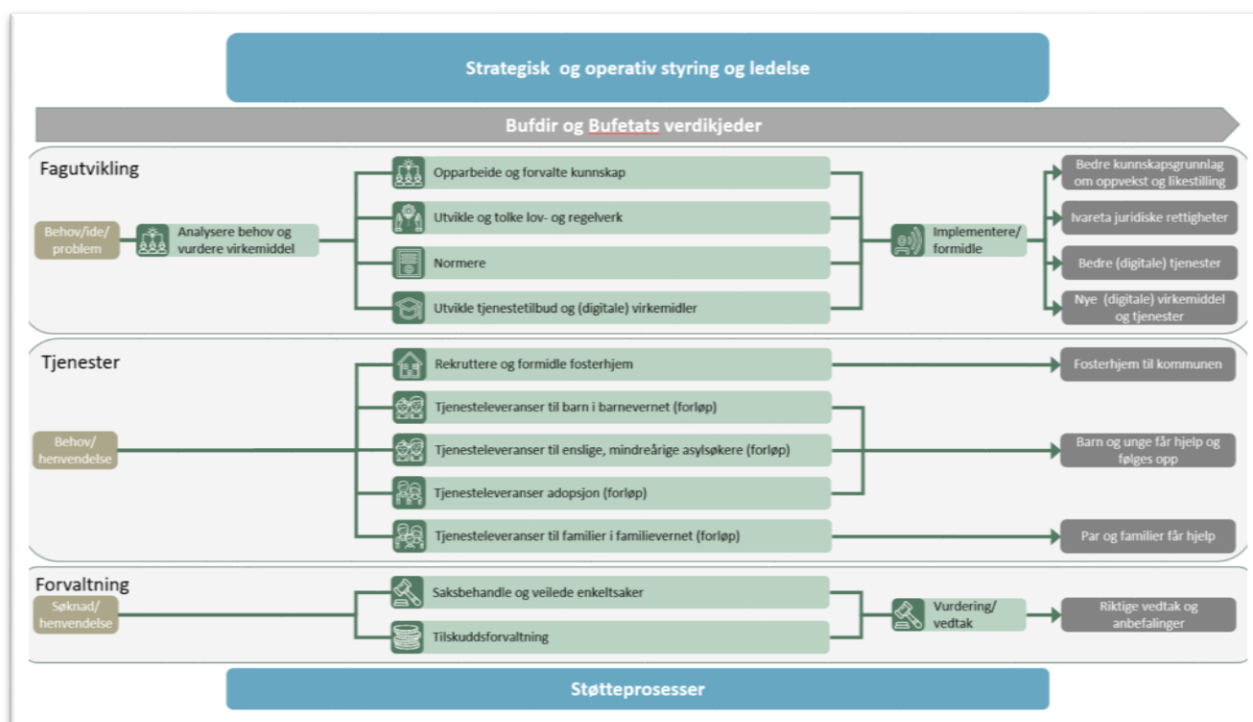 Strategisk og operativ styring og ledelse
Bufdir og Bufetats verdikjeder
Fagutvikling
Behov/ide/
problem
Analysere behov og
vurdere virkemiddel
Opparbeide og forvalte kunnskap
Utvikle og tolke lov- og regelverk
Normere
Utvikle tjenestetilbud og (digitale) virkemidler
Implementere/
formidle
Bedre kunnskapsgrunnlag
om oppvekst og likestilling
Ivareta juridiske rettigheter
Bedre (digitale) tjenester
Nye (digitale) virkemiddel
og tjenester
Tjenester
Behov/
henvendelse
Rekruttere og formidle fosterhjem
Tjenesteleveranser til barn i barnevernet (forløp)
Tjenesteleveranser til enslige, mindreårige asylsøkere (forløp)
Tjenesteleveranser adopsjon (forløp)
Tjenesteleveranser til familier i familievernet (forløp)
Fosterhjem til kommunen
Barn og unge får hjelp og
følges opp
Par og familier får hjelp
Forvaltning
Søknad/
henvendelse
Saksbehandle og veilede enkeltsaker
Tilskuddsforvaltning
Vurdering/
vedtak
Riktige vedtak og
anbefalinger
Støtteprosesser